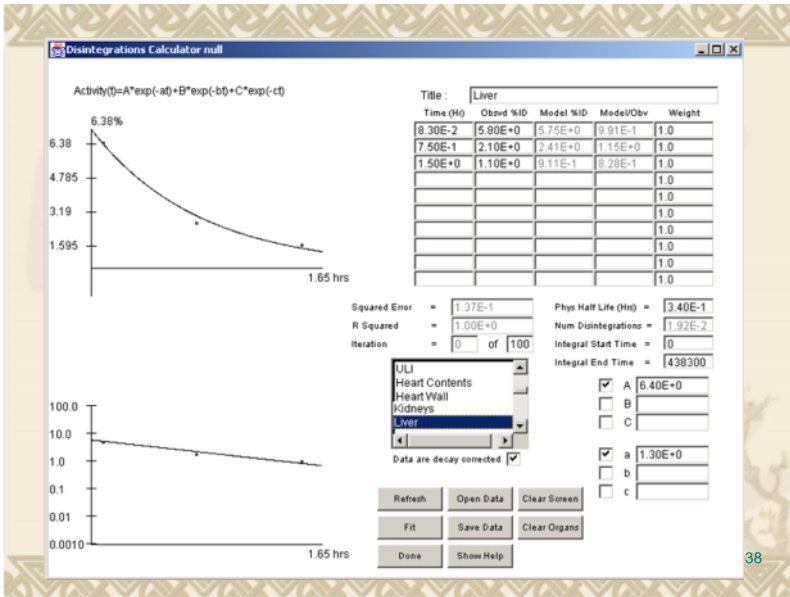 Disintegrations Calculator null
Activity(t)=A*exp(-at)+B*exp(-bt)+C*exp(-ct)
6.38%
6.38
4.785
3.19
1.595
1.65 hrs
Title : Liver
Time (Hr) Obsvd %ID Model %ID Model/Obv Weight
8.30E-2 5.80E+0 5.75E+0 9.91E-1 1.0
7.50E-1 2.10E+0 2.41E+0 1.15E+0 1.0
1.50E+0 1.10E+0 9.11E-1 8.28E-1 1.0
1.0
1.0
1.0
1.0
1.0
1.0
1.0
Squared Error = 1.37E-1
R Squared = 1.00E+0
Iteration = 0 of 100
Phys Half Life (Hrs) = 3.40E-1
Num Disintegrations = 1.92E-2
Integral Start Time = 0
Integral End Time = 438300
ULI
Heart Contents
Heart Wall
Kidneys
Liver
Data are decay corrected
A 6.40E+0
B
C
a 1.30E+0
b
c
100.0
10.0
1.0
0.1
0.01
0.0010
1.65 hrs
Refresh Open Data Clear Screen
Fit Save Data Clear Organs
Done Show Help
38